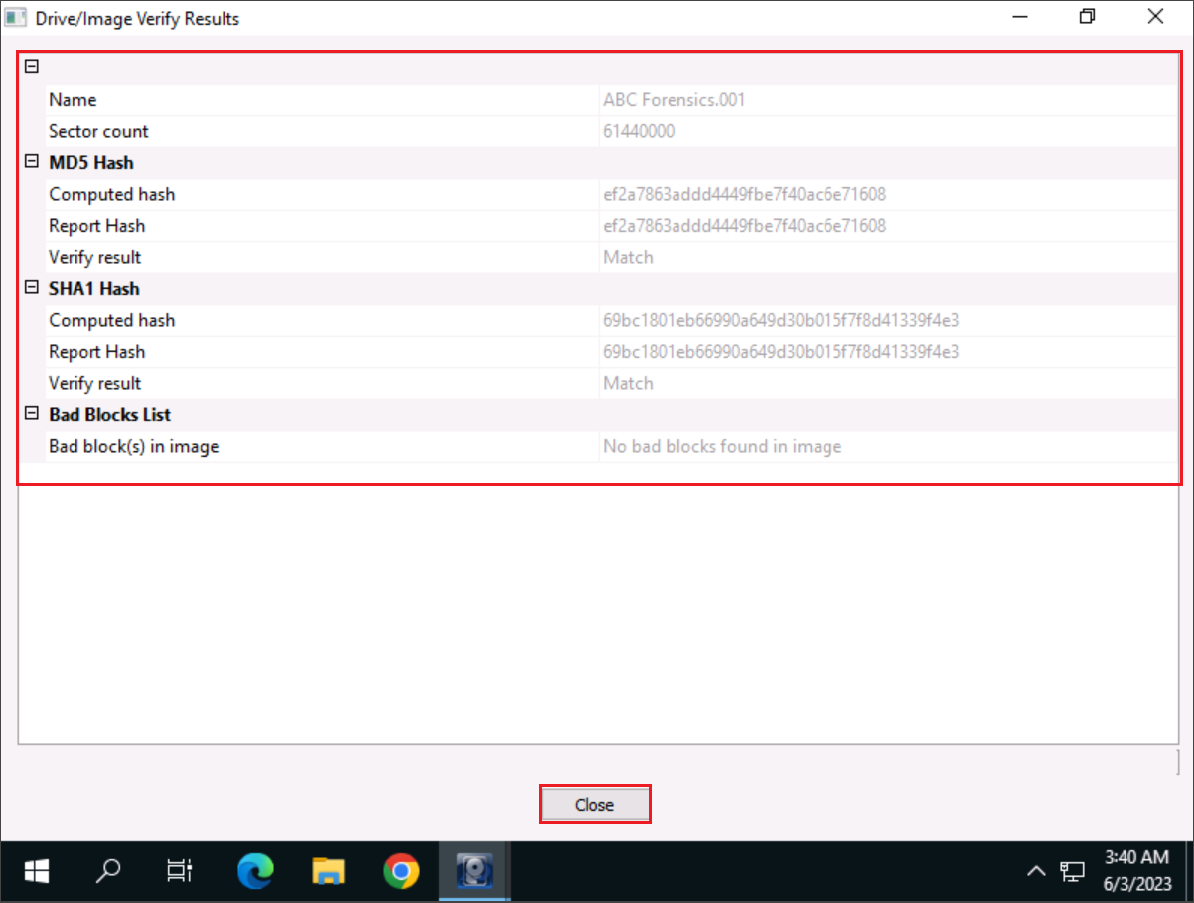 Drive/Image Verify Results
Name ABC Forensics.001
Sector count 61440000
MD5 Hash
Computed hash ef2a7863addd4449fbe7f40ac6e71608
Report Hash ef2a7863addd4449fbe7f40ac6e71608
Verify result Match
SHA1 Hash
Computed hash 69bc1801eb66990a649d30b015f7f8d41339f4e3
Report Hash 69bc1801eb66990a649d30b015f7f8d41339f4e3
Verify result Match
Bad Blocks List
Bad block(s) in image No bad blocks found in image
Close
3:40 AM
6/3/2023